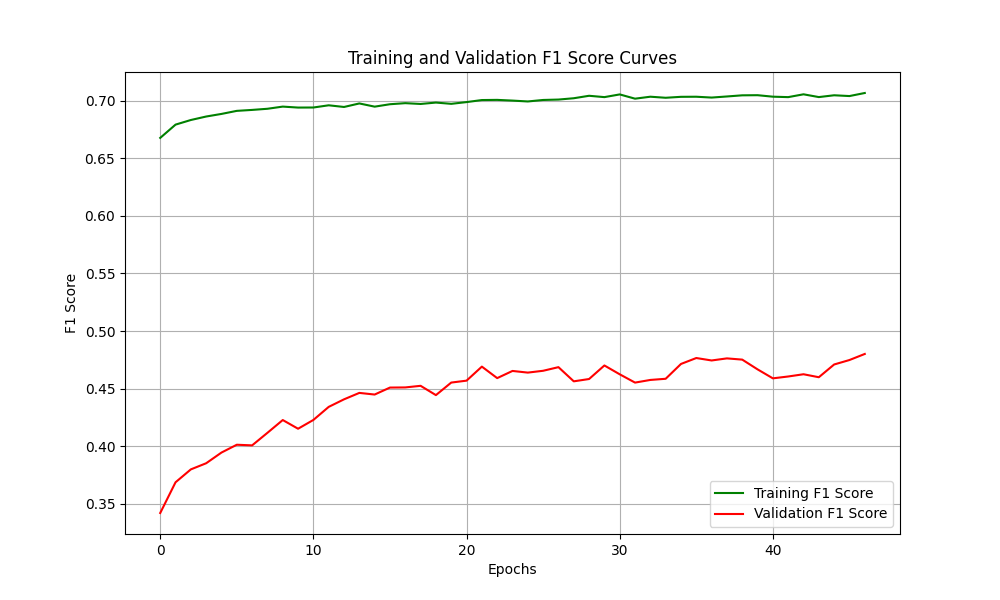 Training and Validation F1 Score Curves
F1 Score
0.70
0.65
0.60
0.55
0.50
0.45
0.40
0.35
0
10
20
30
40
Epochs
Training F1 Score
Validation F1 Score